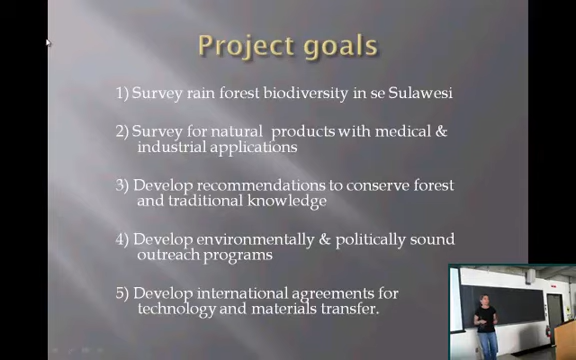 Project goals
1) Survey rain forest biodiversity in se Sulawesi
2) Survey for natural products with medical &
industrial applications
3) Develop recommendations to conserve forest
and traditional knowledge
4) Develop environmentally & politically sound
outreach programs
5) Develop international agreements for
technology and materials transfer.